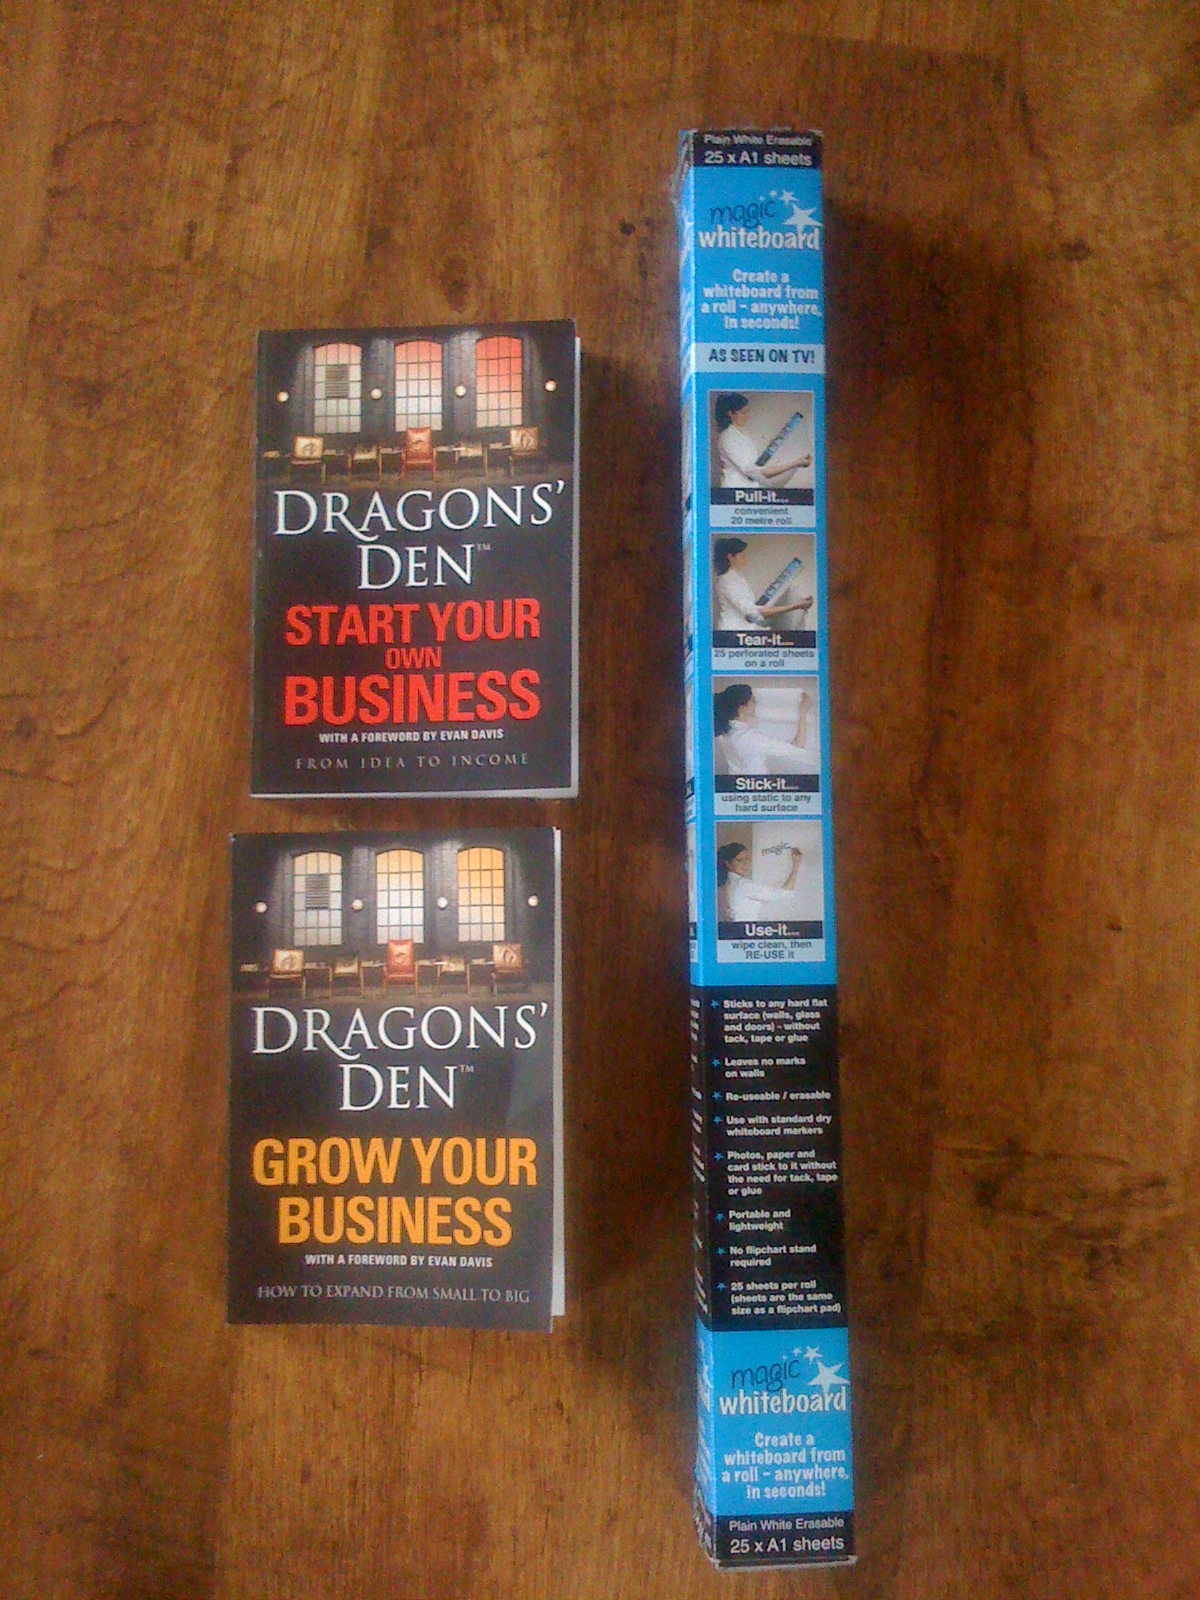 DRAGONS'
DEN™
START YOUR
OWN
BUSINESS
WITH A FOREWORD BY EVAN DAVIS
FROM IDEA TO INCOME
DRAGONS'
DEN™
GROW YOUR
BUSINESS
WITH A FOREWORD BY EVAN DAVIS
HOW TO EXPAND FROM SMALL TO BIG
Plain White Erasable
25 x A1 sheets
magic
whiteboard
Create a
whiteboard from
a roll – anywhere,
in seconds!
AS SEEN ON TV!
Pull-it...
convenient
20 metre roll
Tear-it...
25 perforated sheets
on a roll
Stick-it...
using static to any
hard surface
magic
Use-it...
wipe clean, then
RE-USE it
Sticks to any hard flat
surface (walls, glass
and doors) - without
tack, tape or glue
Leaves no marks
on walls
Re-useable / erasable
Use with standard dry
whiteboard markers
Photos, paper and
card stick to it without
the need for tack, tape
or glue
Portable and
lightweight
No flipchart stand
required
25 sheets per roll
(sheets are the same
size as a flipchart pad)
magic
whiteboard
Create a
whiteboard from
a roll – anywhere,
in seconds!
Plain White Erasable
25 x A1 sheets